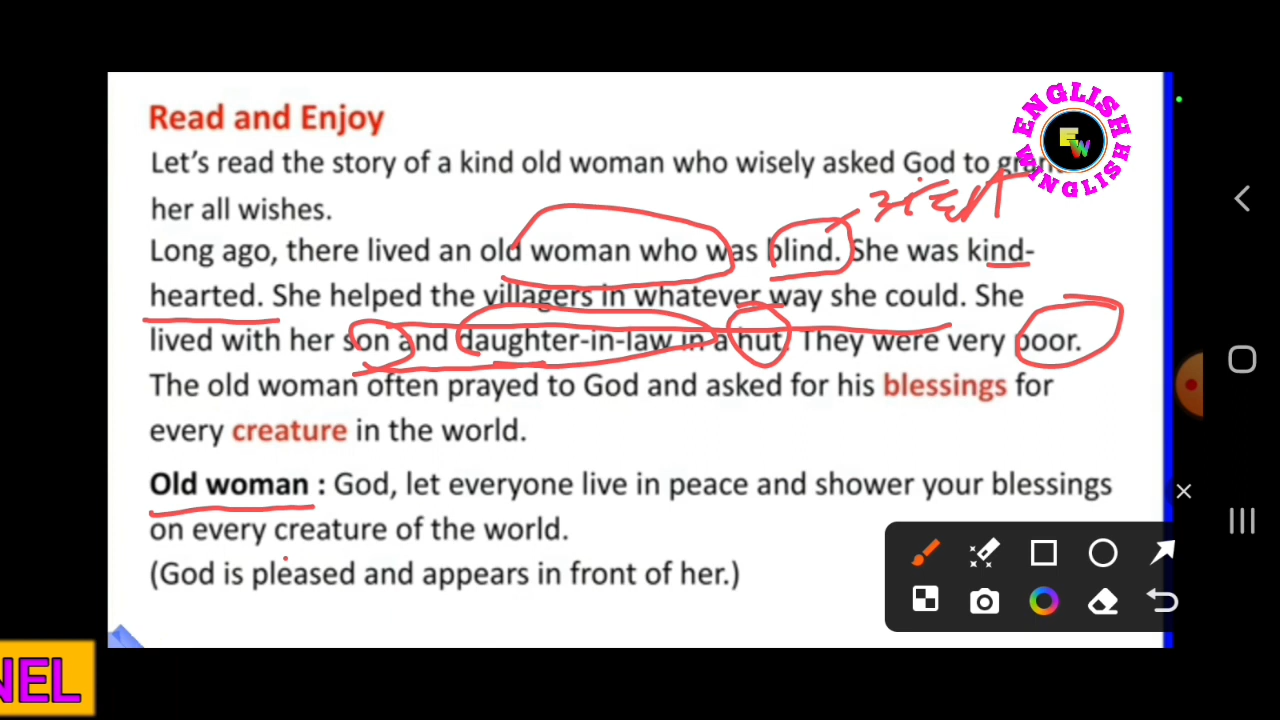 Read and Enjoy
Let's read the story of a kind old woman who wisely asked God to
her all wishes.
Long ago, there lived an old woman who was blind. She was kind-
hearted. She helped the villagers in whatever way she could. She
lived with her son and daughter-in-law in a hut. They were very poor.
The old woman often prayed to God and asked for his blessings for
every creature in the world.
Old woman : God, let everyone live in peace and shower your blessings
on every creature of the world.
(God is pleased and appears in front of her.)
ENGLISH
EW
WINGLISH
NEL